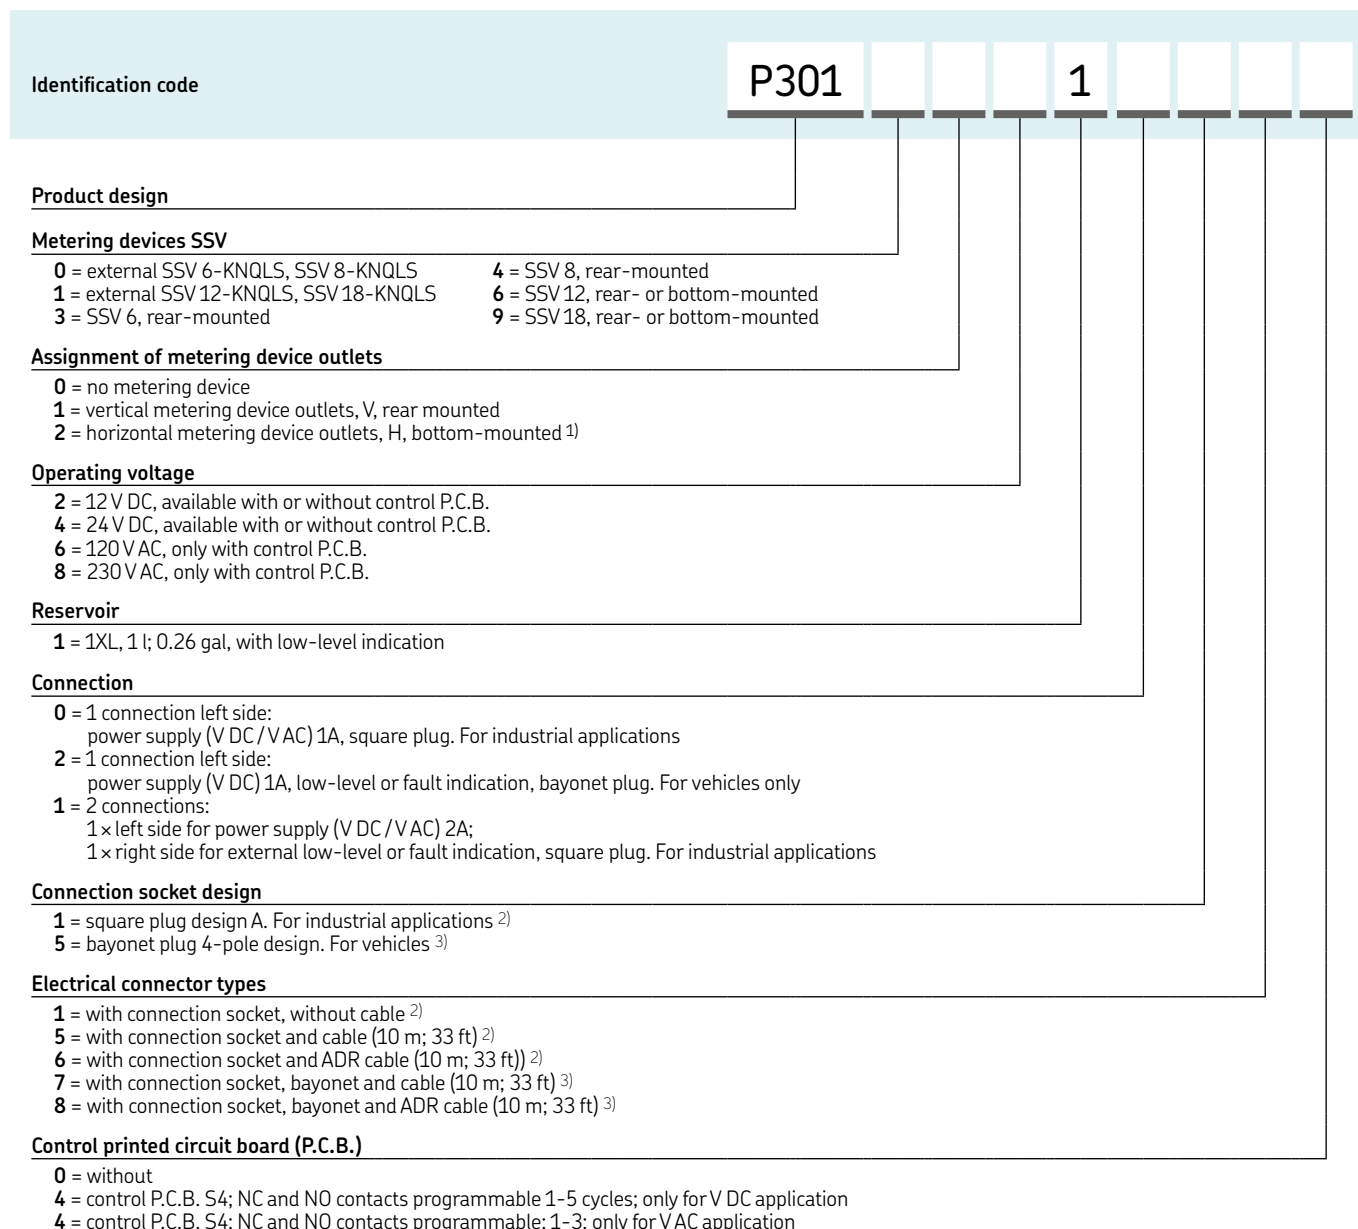 Identification code P301 1
Product design
Metering devices SSV
0 = external SSV 6-KNQLS, SSV 8-KNQLS 4 = SSV 8, rear-mounted
1 = external SSV 12-KNQLS, SSV 18-KNQLS 6 = SSV 12, rear- or bottom-mounted
3 = SSV 6, rear-mounted 9 = SSV 18, rear- or bottom-mounted
Assignment of metering device outlets
0 = no metering device
1 = vertical metering device outlets, V, rear mounted
2 = horizontal metering device outlets, H, bottom-mounted 1)
Operating voltage
2 = 12 V DC, available with or without control P.C.B.
4 = 24 V DC, available with or without control P.C.B.
6 = 120 V AC, only with control P.C.B.
8 = 230 V AC, only with control P.C.B.
Reservoir
1 = 1XL, 1 l; 0.26 gal, with low-level indication
Connection
0 = 1 connection left side:
power supply (V DC / V AC) 1A, square plug. For industrial applications
2 = 1 connection left side:
power supply (V DC) 1A, low-level or fault indication, bayonet plug. For vehicles only
1 = 2 connections:
1 × left side for power supply (V DC / V AC) 2A;
1 × right side for external low-level or fault indication, square plug. For industrial applications
Connection socket design
1 = square plug design A. For industrial applications 2)
5 = bayonet plug 4-pole design. For vehicles 3)
Electrical connector types
1 = with connection socket, without cable 2)
5 = with connection socket and cable (10 m; 33 ft) 2)
6 = with connection socket and ADR cable (10 m; 33 ft)) 2)
7 = with connection socket, bayonet and cable (10 m; 33 ft) 3)
8 = with connection socket, bayonet and ADR cable (10 m; 33 ft) 3)
Control printed circuit board (P.C.B.)
0 = without
4 = control P.C.B. S4; NC and NO contacts programmable 1-5 cycles; only for V DC application
4 = control P.C.B. S4; NC and NO contacts programmable; 1-3; only for V AC application